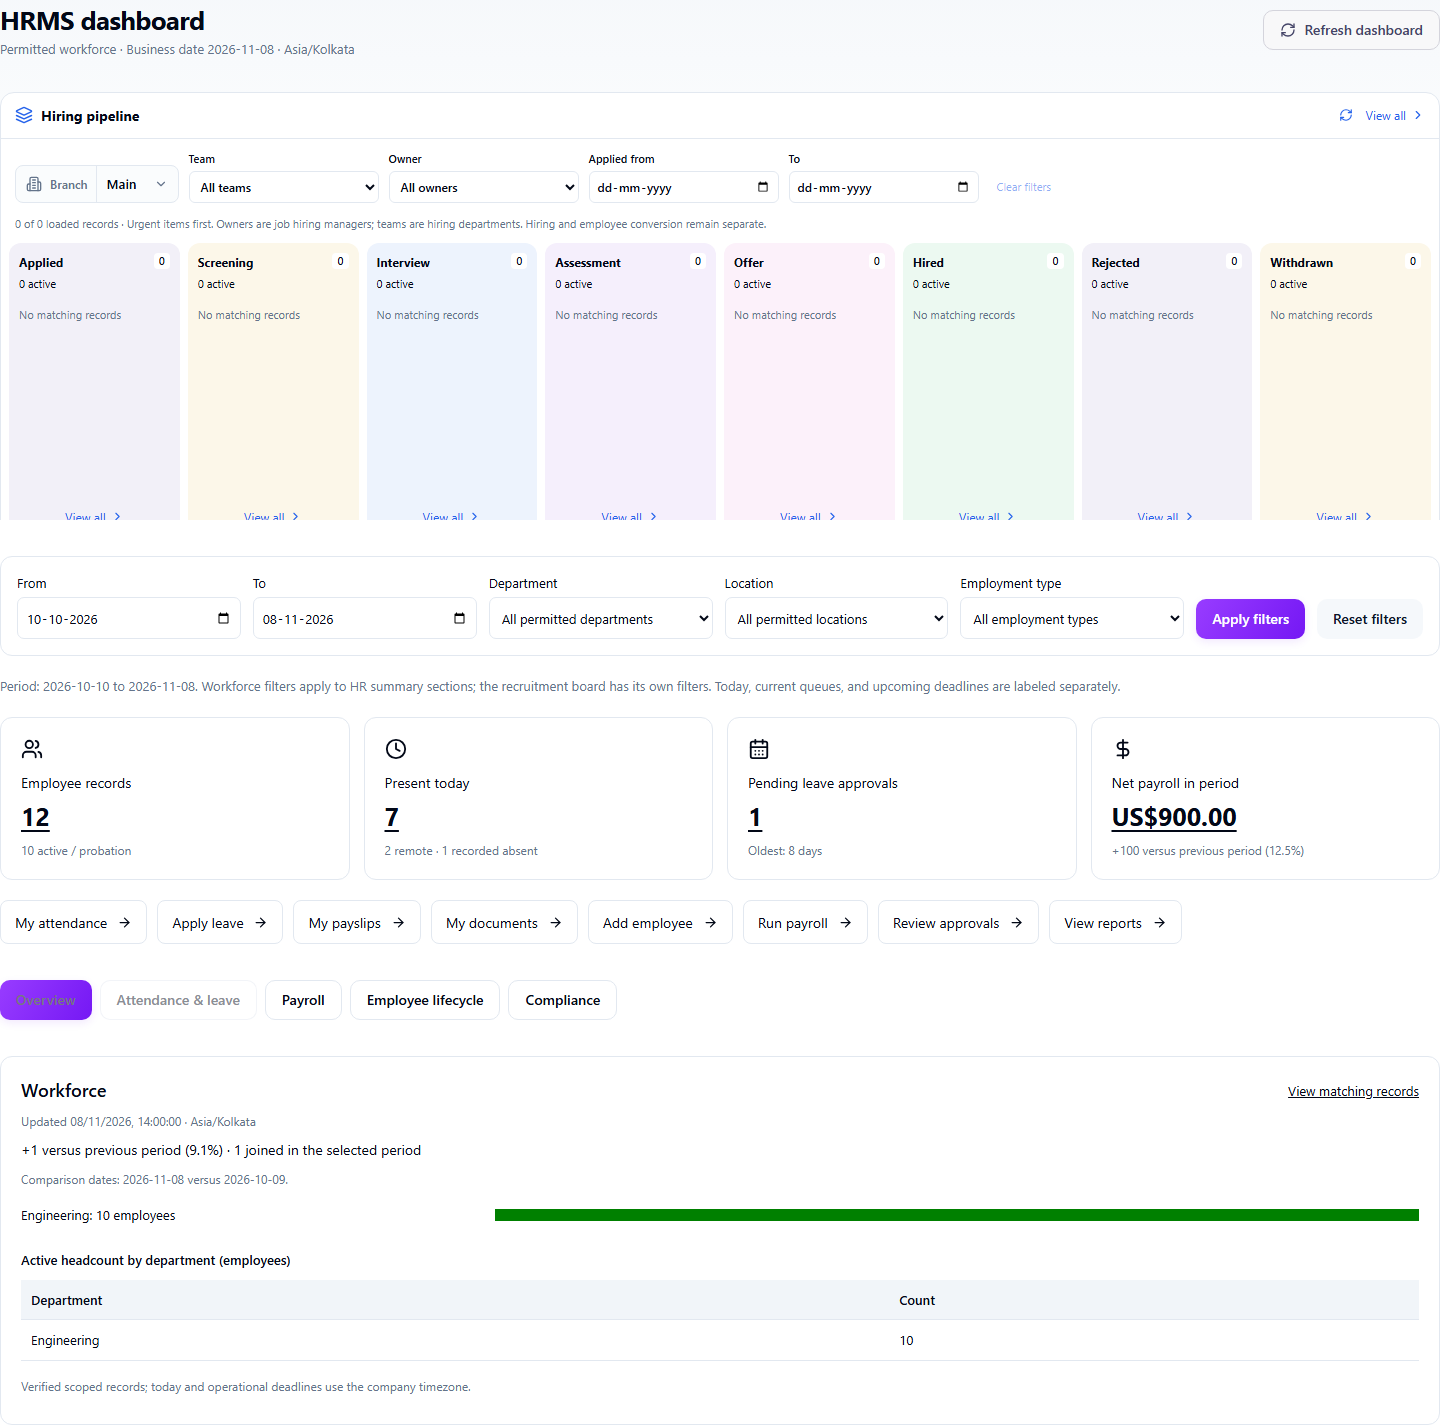 HRMS dashboard
Permitted workforce · Business date 2026-11-08 · Asia/Kolkata
Refresh dashboard
Hiring pipeline
View all
Branch Main
Team
All teams
Owner
All owners
Applied from
dd-mm-yyyy
To
dd-mm-yyyy
Clear filters
0 of 0 loaded records · Urgent items first. Owners are job hiring managers; teams are hiring departments. Hiring and employee conversion remain separate.
Applied 0
0 active
No matching records
View all
Screening 0
0 active
No matching records
View all
Interview 0
0 active
No matching records
View all
Assessment 0
0 active
No matching records
View all
Offer 0
0 active
No matching records
View all
Hired 0
0 active
No matching records
View all
Rejected 0
0 active
No matching records
View all
Withdrawn 0
0 active
No matching records
View all
From
10-10-2026
To
08-11-2026
Department
All permitted departments
Location
All permitted locations
Employment type
All employment types
Apply filters
Reset filters
Period: 2026-10-10 to 2026-11-08. Workforce filters apply to HR summary sections; the recruitment board has its own filters. Today, current queues, and upcoming deadlines are labeled separately.
Employee records
12
10 active / probation
Present today
7
2 remote · 1 recorded absent
Pending leave approvals
1
Oldest: 8 days
Net payroll in period
US$900.00
+100 versus previous period (12.5%)
My attendance
Apply leave
My payslips
My documents
Add employee
Run payroll
Review approvals
View reports
Overview
Attendance & leave
Payroll
Employee lifecycle
Compliance
Workforce
View matching records
Updated 08/11/2026, 14:00:00 · Asia/Kolkata
+1 versus previous period (9.1%) · 1 joined in the selected period
Comparison dates: 2026-11-08 versus 2026-10-09.
Engineering: 10 employees
Active headcount by department (employees)
Department Count
Engineering 10
Verified scoped records; today and operational deadlines use the company timezone.